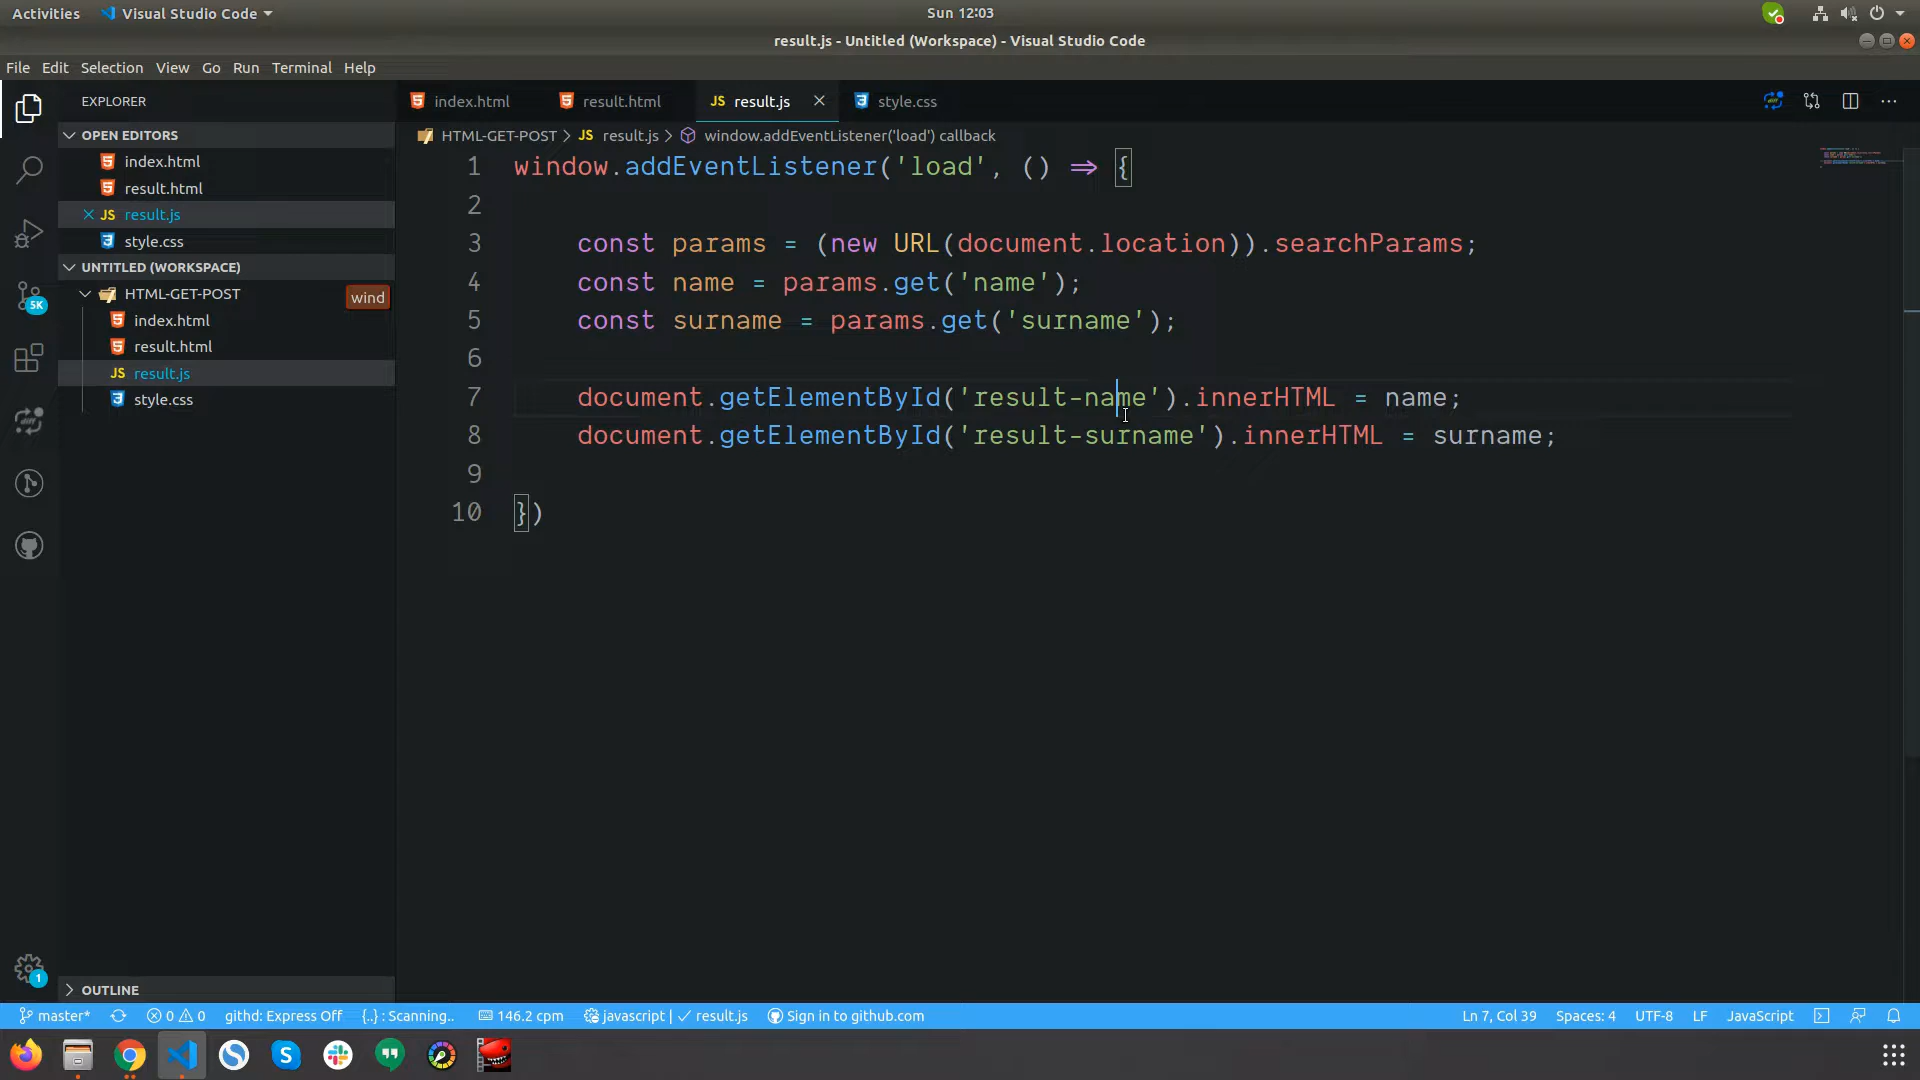 Activities Visual Studio Code Sun 12:03
result.js - Untitled (Workspace) - Visual Studio Code
File Edit Selection View Go Run Terminal Help
EXPLORER
OPEN EDITORS
index.html
result.html
JS result.js
style.css
UNTITLED (WORKSPACE)
HTML-GET-POST wind
index.html
result.html
JS result.js
style.css
OUTLINE
5K
1
index.html result.html JS result.js style.css
HTML-GET-POST > JS result.js > window.addEventListener('load') callback
1 window.addEventListener('load', () => {
2
3 const params = (new URL(document.location)).searchParams;
4 const name = params.get('name');
5 const surname = params.get('surname');
6
7 document.getElementById('result-name').innerHTML = name;
8 document.getElementById('result-surname').innerHTML = surname;
9
10 })
master* 0 0 githd: Express Off {..} : Scanning.. 146.2 cpm javascript | ✓ result.js Sign in to github.com Ln 7, Col 39 Spaces: 4 UTF-8 LF JavaScript